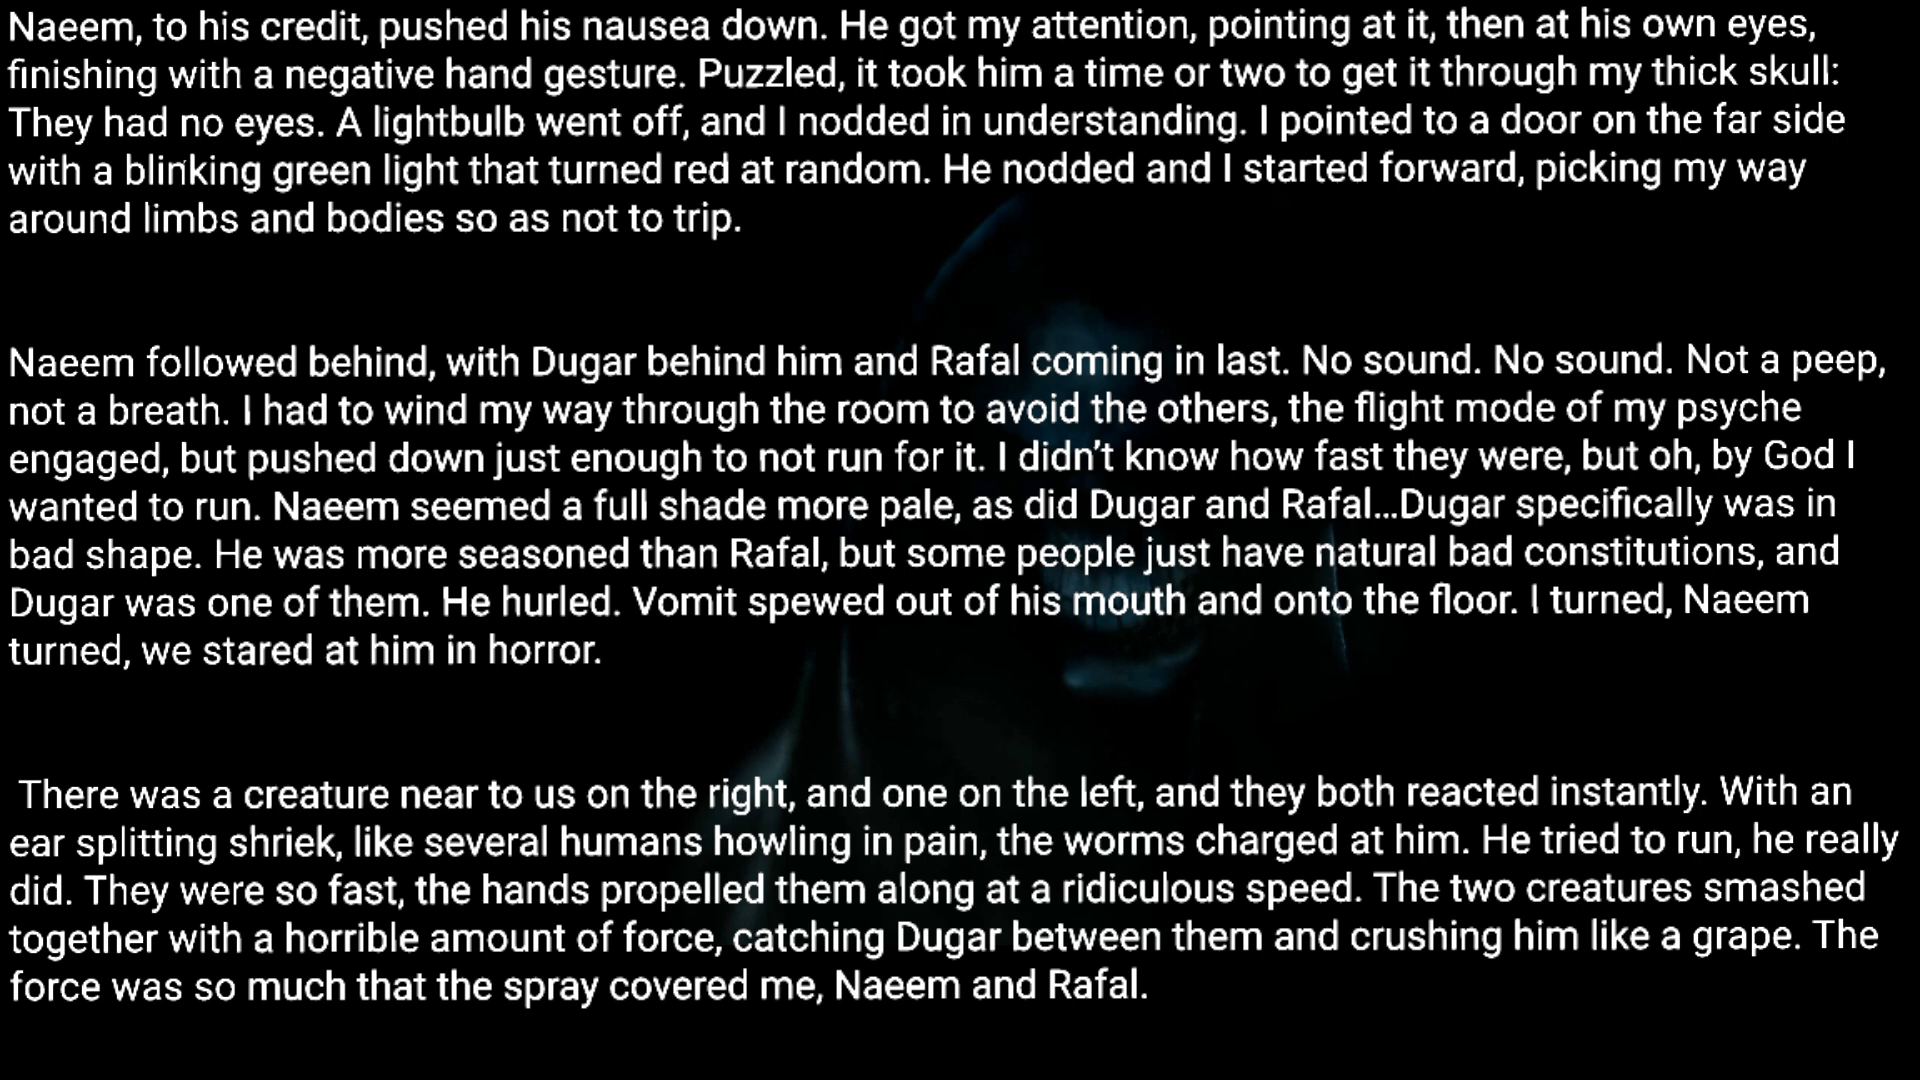 Naeem, to his credit, pushed his nausea down. He got my attention, pointing at it, then at his own eyes,
finishing with a negative hand gesture. Puzzled, it took him a time or two to get it through my thick skull:
They had no eyes. A lightbulb went off, and I nodded in understanding. I pointed to a door on the far side
with a blinking green light that turned red at random. He nodded and I started forward, picking my way
around limbs and bodies so as not to trip.
Naeem followed behind, with Dugar behind him and Rafal coming in last. No sound. No sound. Not a peep,
not a breath. I had to wind my way through the room to avoid the others, the flight mode of my psyche
engaged, but pushed down just enough to not run for it. I didn’t know how fast they were, but oh, by God I
wanted to run. Naeem seemed a full shade more pale, as did Dugar and Rafal...Dugar specifically was in
bad shape. He was more seasoned than Rafal, but some people just have natural bad constitutions, and
Dugar was one of them. He hurled. Vomit spewed out of his mouth and onto the floor. I turned, Naeem
turned, we stared at him in horror.
There was a creature near to us on the right, and one on the left, and they both reacted instantly. With an
ear splitting shriek, like several humans howling in pain, the worms charged at him. He tried to run, he really
did. They were so fast, the hands propelled them along at a ridiculous speed. The two creatures smashed
together with a horrible amount of force, catching Dugar between them and crushing him like a grape. The
force was so much that the spray covered me, Naeem and Rafal.